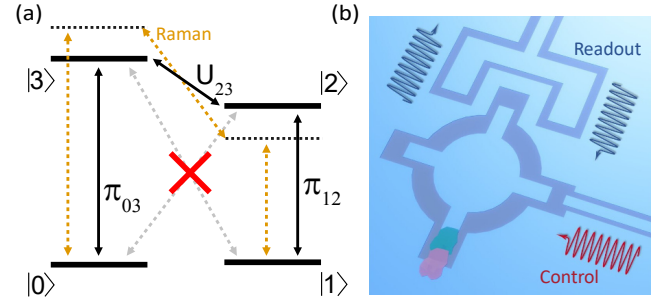 (a)
Raman
|3⟩
U23
|2⟩
π03
π12
|0⟩
|1⟩
(b)
Readout
Control